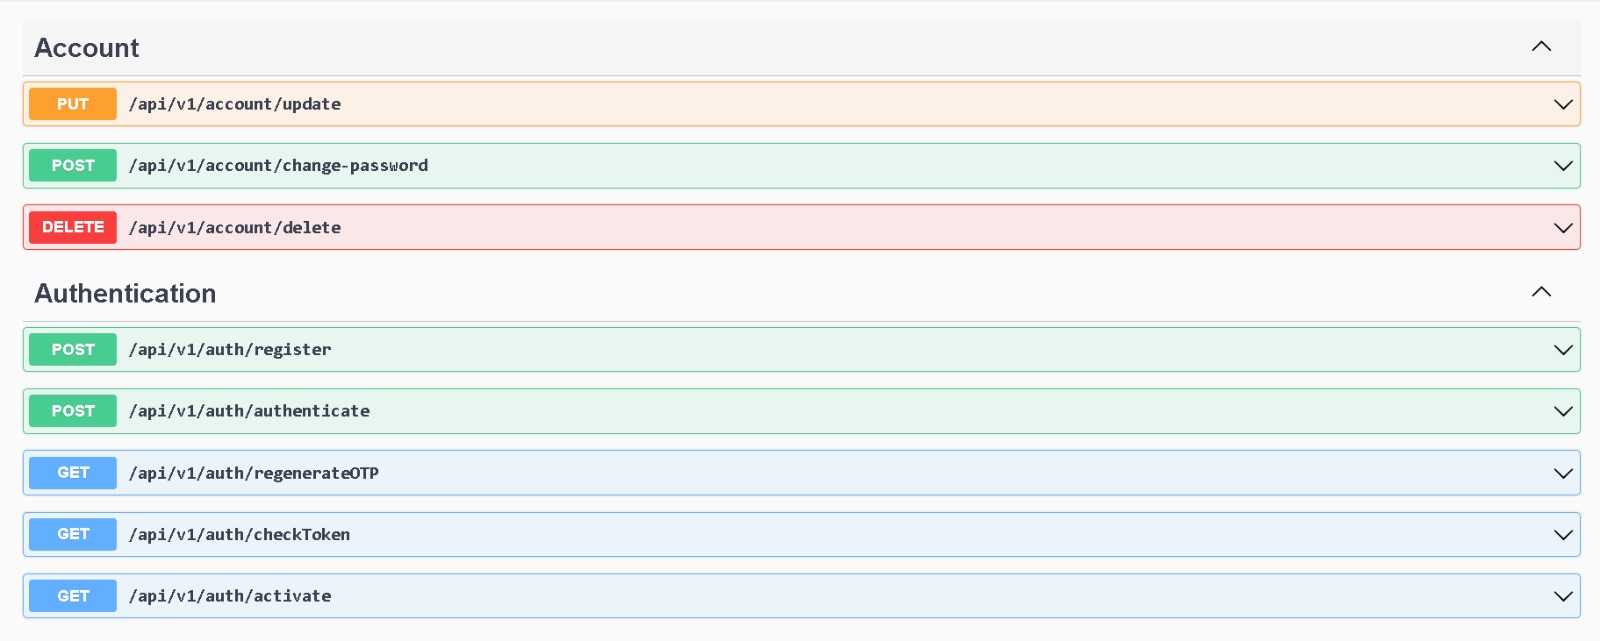 Account
PUT /api/v1/account/update
POST /api/v1/account/change-password
DELETE /api/v1/account/delete
Authentication
POST /api/v1/auth/register
POST /api/v1/auth/authenticate
GET /api/v1/auth/regenerateOTP
GET /api/v1/auth/checkToken
GET /api/v1/auth/activate